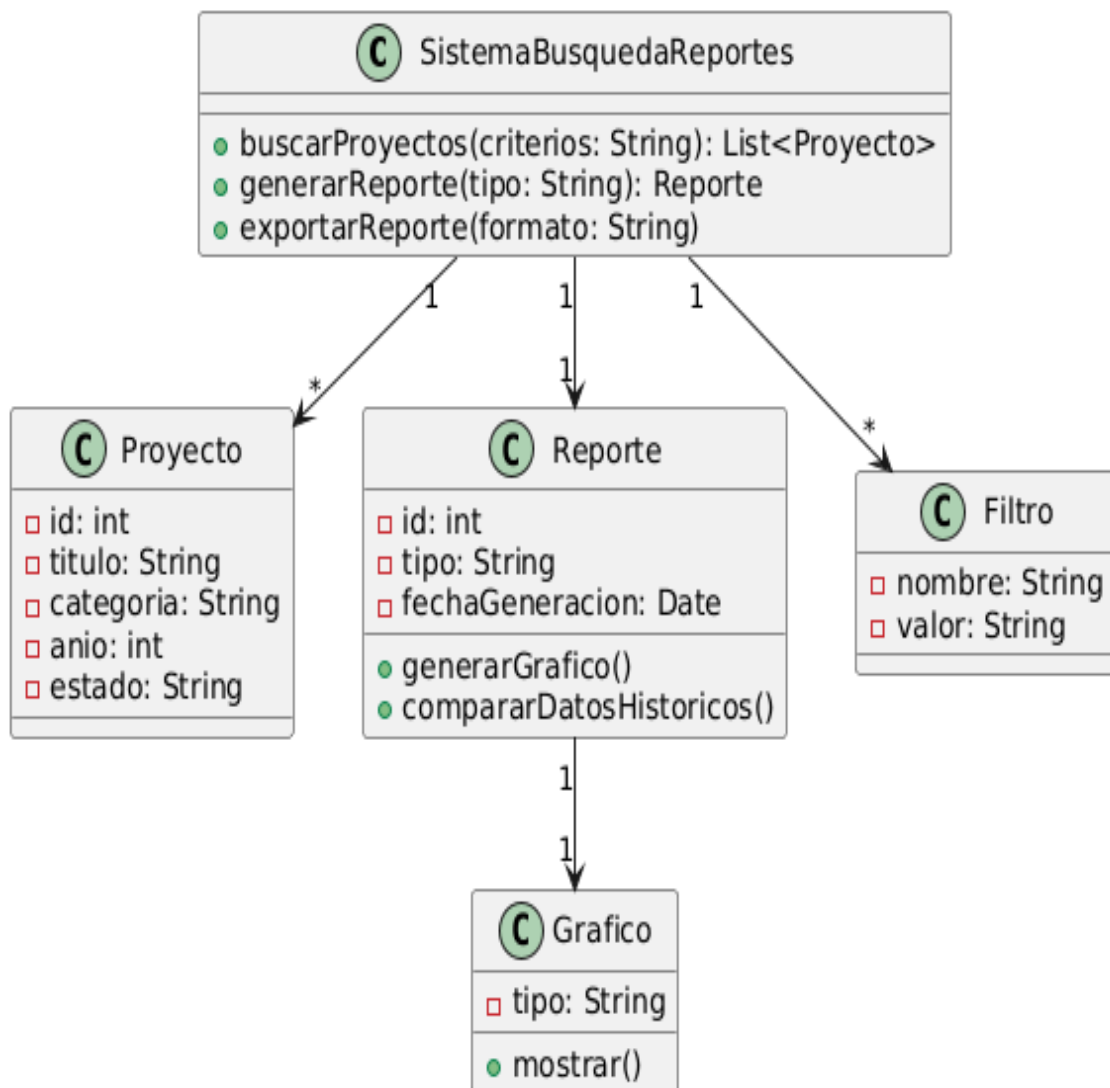 C SistemaBusquedaReportes
buscarProyectos(criterios: String): List<Proyecto>
generarReporte(tipo: String): Reporte
exportarReporte(formato: String)
1
1
1
*
1
*
C Proyecto
id: int
titulo: String
categoria: String
anio: int
estado: String
C Reporte
id: int
tipo: String
fechaGeneracion: Date
generarGrafico()
compararDatosHistoricos()
C Filtro
nombre: String
valor: String
1
1
C Grafico
tipo: String
mostrar()